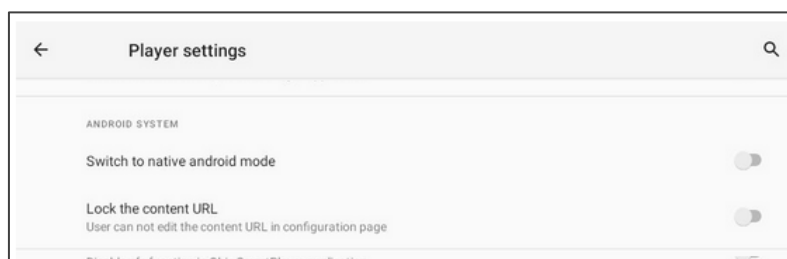 Player settings
ANDROID SYSTEM
Switch to native android mode
Lock the content URL
User can not edit the content URL in configuration page